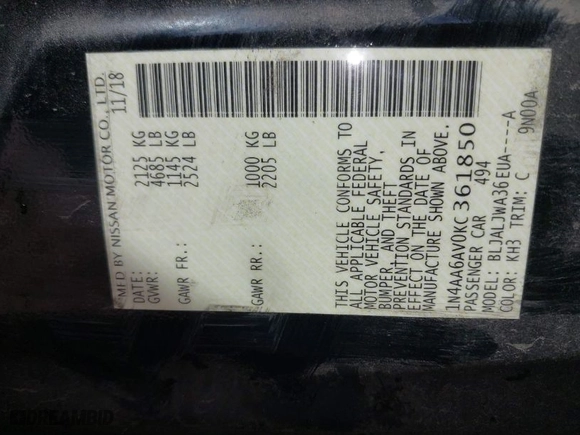 MFD BY NISSAN MOTOR CO., LTD.
DATE: 11/18
GVWR: 2125 KG
4685 LB
GAWR FR.: 1145 KG
2524 LB
GAWR RR.: 1000 KG
2205 LB
THIS VEHICLE CONFORMS TO
ALL APPLICABLE FEDERAL
MOTOR VEHICLE SAFETY,
BUMPER, AND THEFT
PREVENTION STANDARDS IN
EFFECT ON THE DATE OF
MANUFACTURE SHOWN ABOVE.
1N4AA6AV0KC361850
PASSENGER CAR 494
MODEL: BLJALJWA36EUA-----A
COLOR: KH3 TRIM: C 9N00A